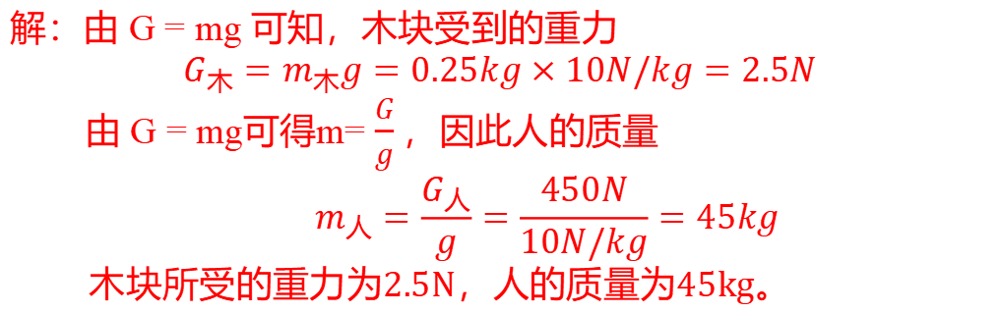 解：由 G = mg 可知，木块受到的重力
G木 = m木g = 0.25kg × 10N/kg = 2.5N
由 G = mg可得m= G/g ，因此人的质量
m人 = G人/g = 450N/10N/kg = 45kg
木块所受的重力为2.5N，人的质量为45kg。